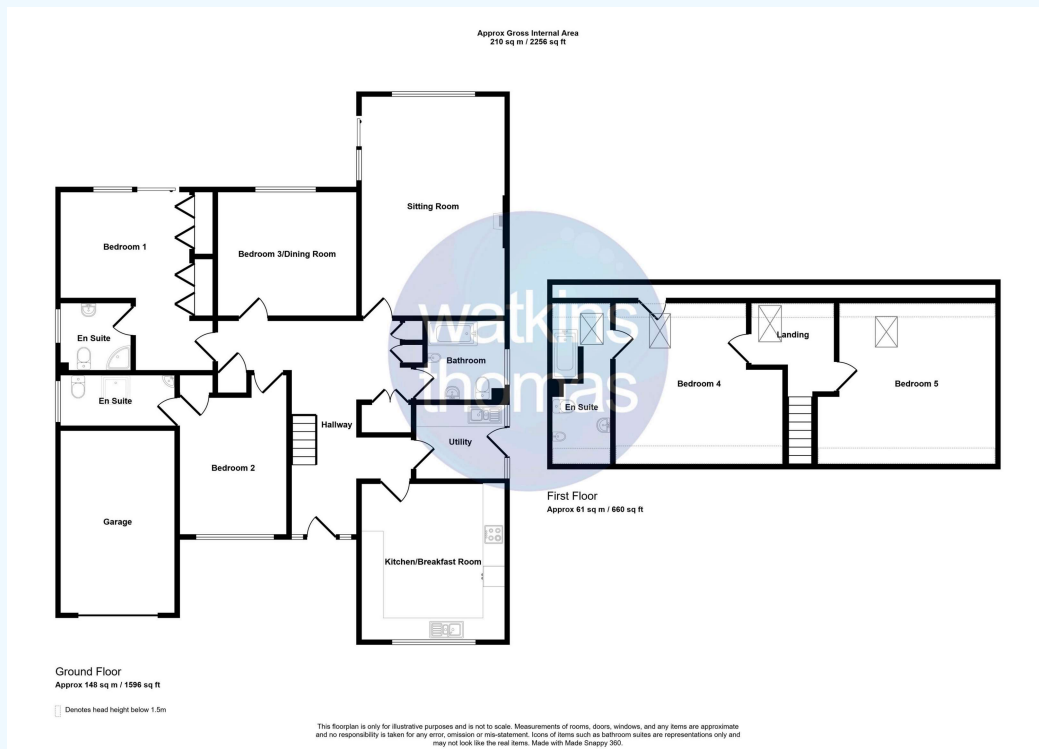 Approx Gross Internal Area
210 sq m / 2256 sq ft
Sitting Room
Bedroom 1
Bedroom 3/Dining Room
En Suite
Bathroom
En Suite
Hallway
Utility
Bedroom 2
Garage
Kitchen/Breakfast Room
watkins
thomas
Landing
Bedroom 4
Bedroom 5
En Suite
First Floor
Approx 61 sq m / 660 sq ft
Ground Floor
Approx 148 sq m / 1596 sq ft
Denotes head height below 1.5m
This floorplan is only for illustrative purposes and is not to scale. Measurements of rooms, doors, windows, and any items are approximate
and no responsibility is taken for any error, omission or mis-statement. Icons of items such as bathroom suites are representations only and
may not look like the real items. Made with Made Snappy 360.